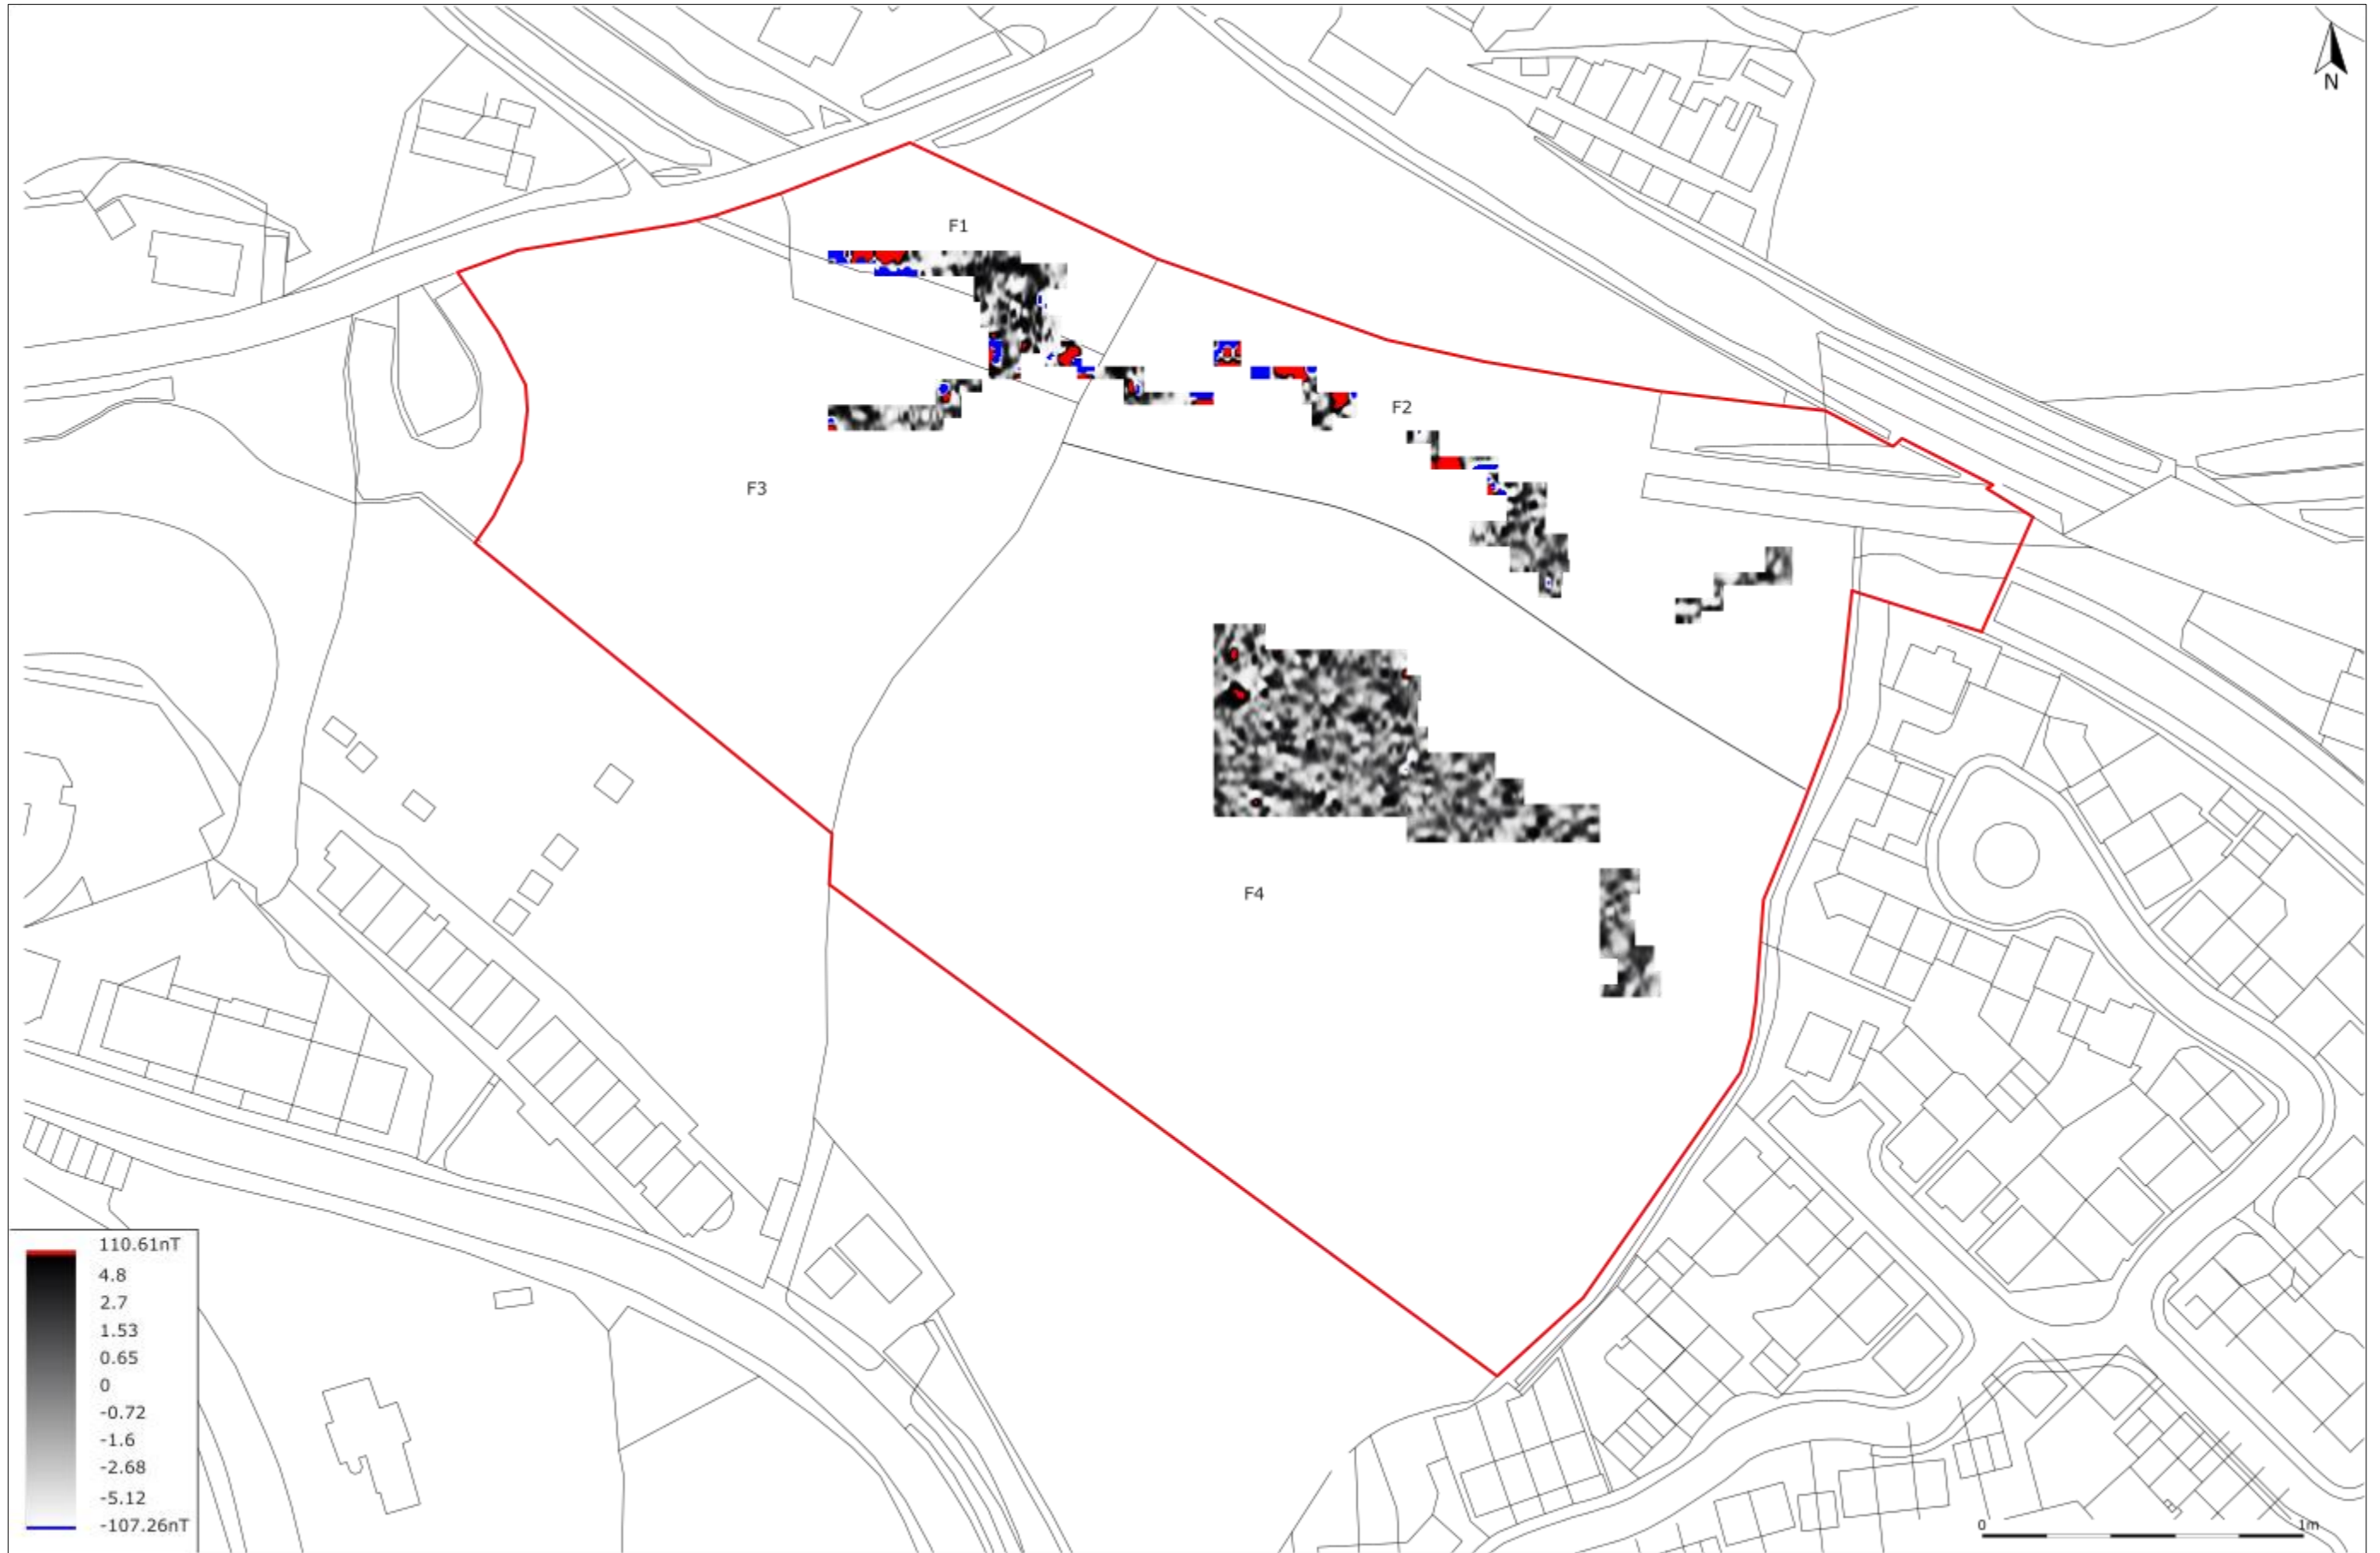 N
F1
F2
F3
F4
110.61nT
4.8
2.7
1.53
0.65
0
-0.72
-1.6
-2.68
-5.12
-107.26nT
0 1m